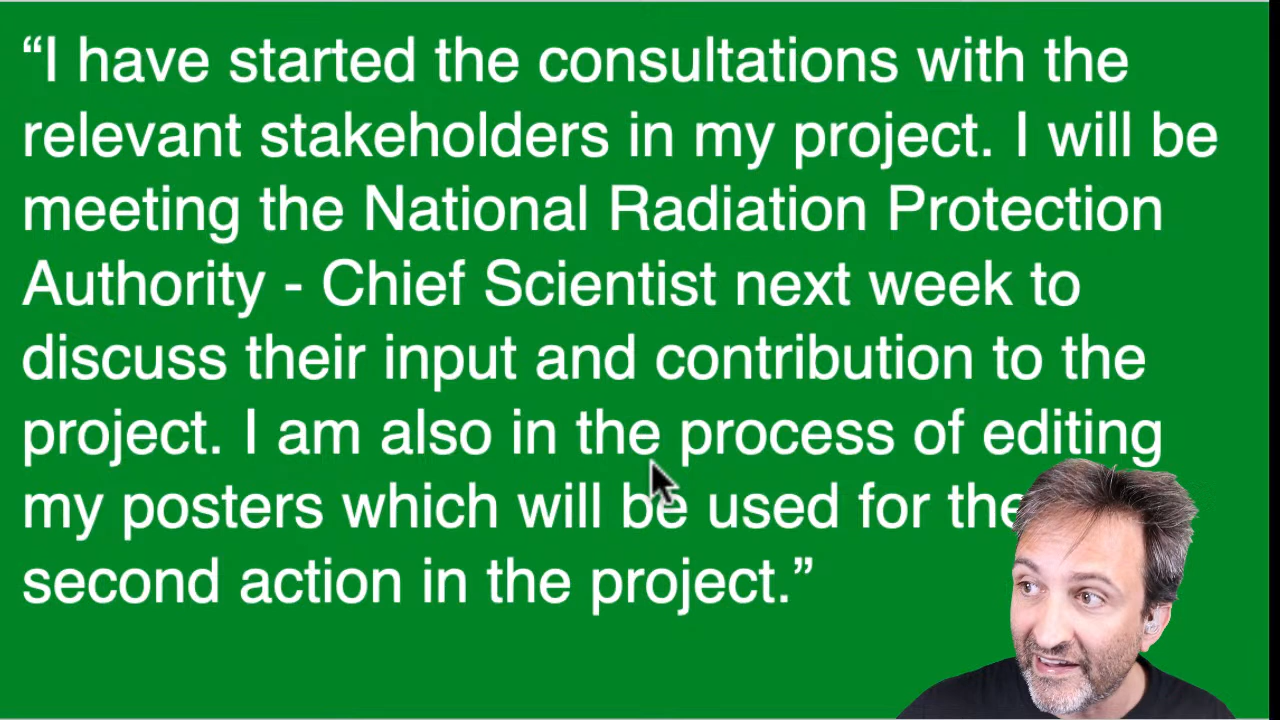 “I have started the consultations with the
relevant stakeholders in my project. I will be
meeting the National Radiation Protection
Authority - Chief Scientist next week to
discuss their input and contribution to the
project. I am also in the process of editing
my posters which will be used for the
second action in the project.”